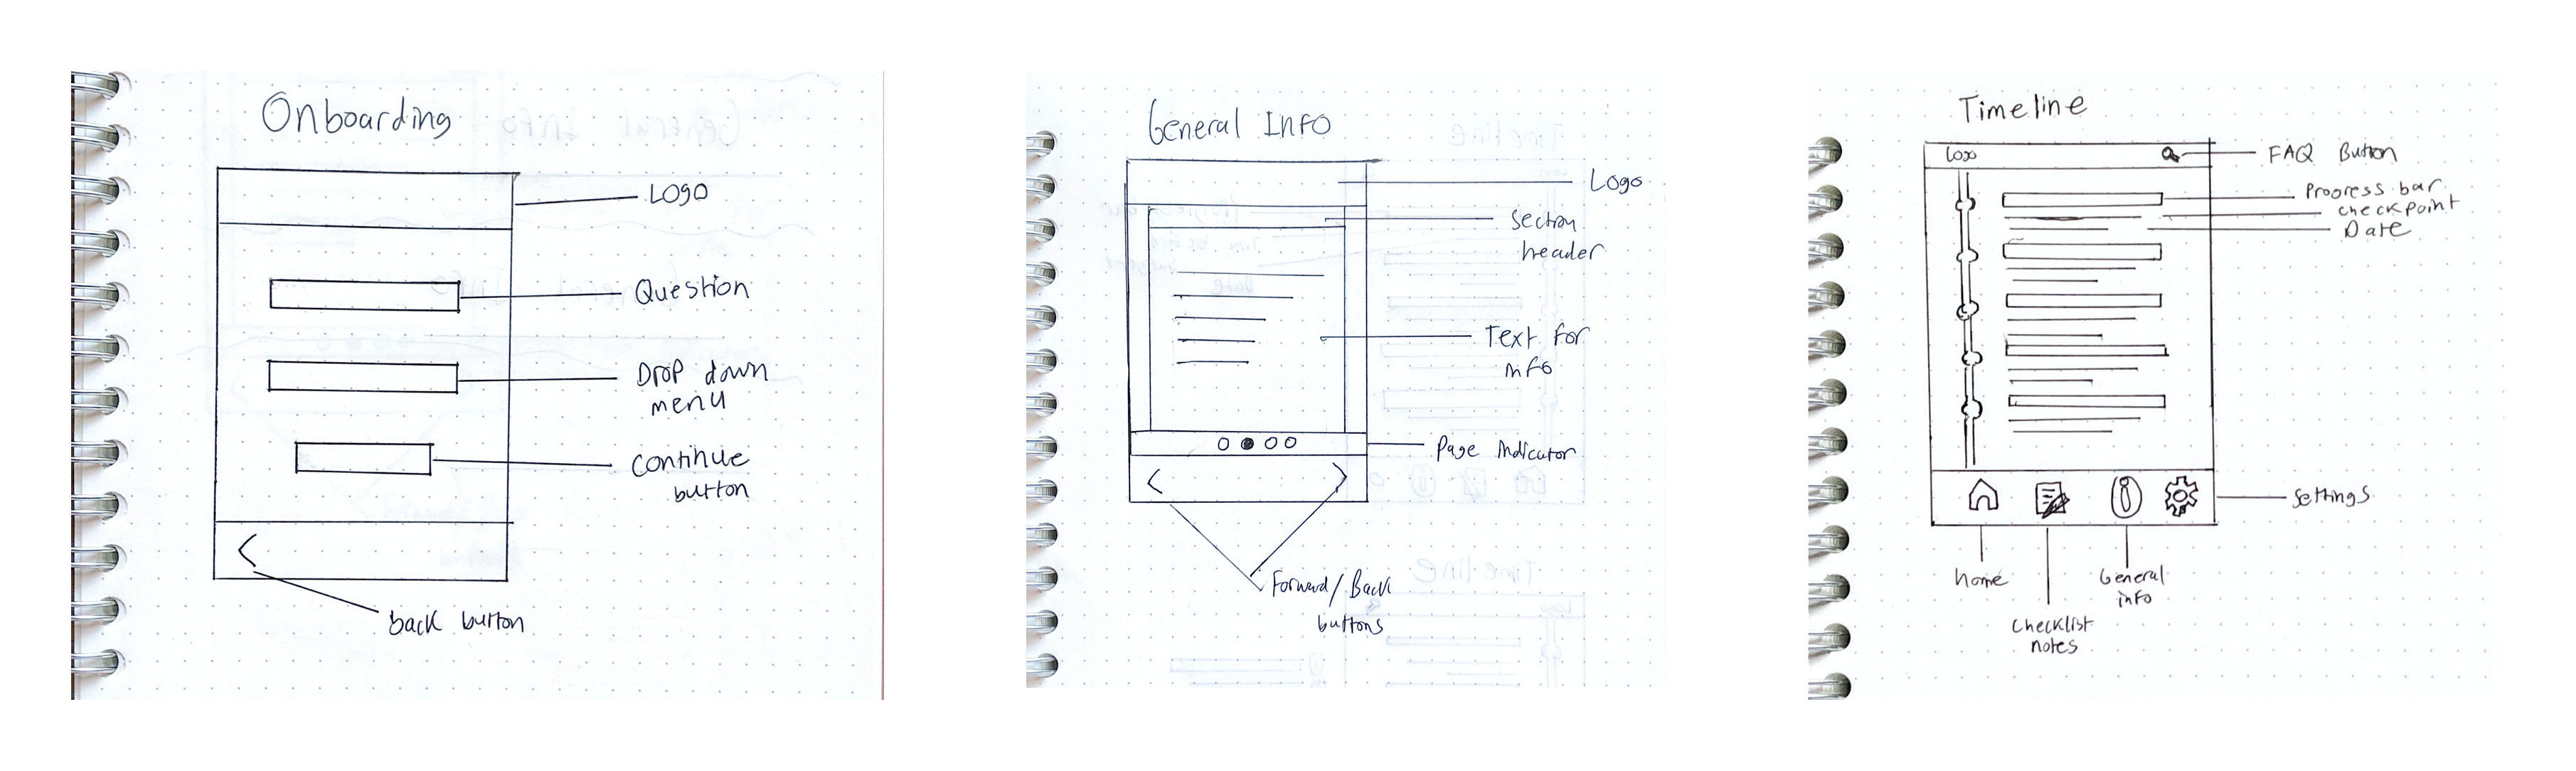 Onboarding
Logo
Question
Drop down
menu
Continue
button
back button
General Info
Logo
Section
header
Text for
info
Page Indicator
Forward/Back
buttons
Timeline
Logo
FAQ Button
Progress bar
checkpoint
Date
Settings
home
General
info
Checklist
notes